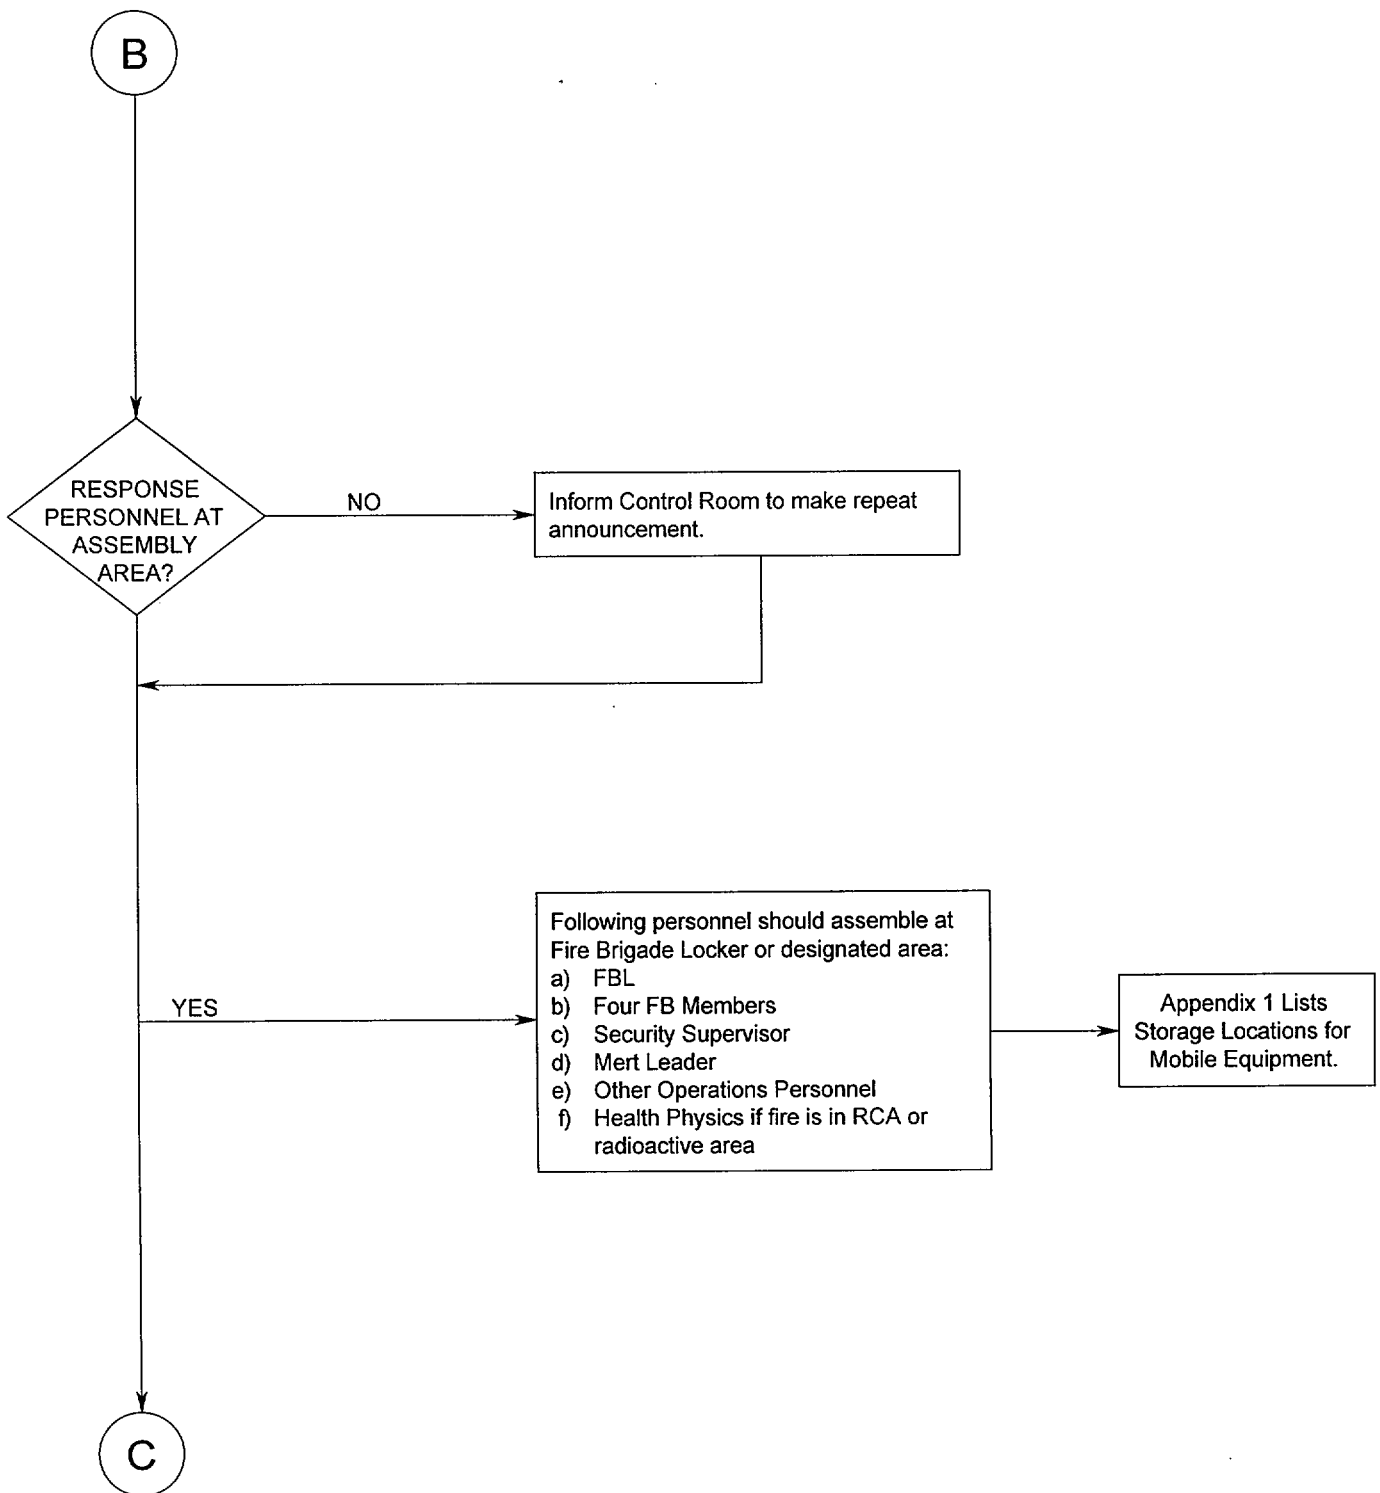 B
RESPONSE
PERSONNEL AT
ASSEMBLY
AREA?
NO
Inform Control Room to make repeat
announcement.
YES
Following personnel should assemble at
Fire Brigade Locker or designated area:
a) FBL
b) Four FB Members
c) Security Supervisor
d) Mert Leader
e) Other Operations Personnel
f) Health Physics if fire is in RCA or
radioactive area
Appendix 1 Lists
Storage Locations for
Mobile Equipment.
C